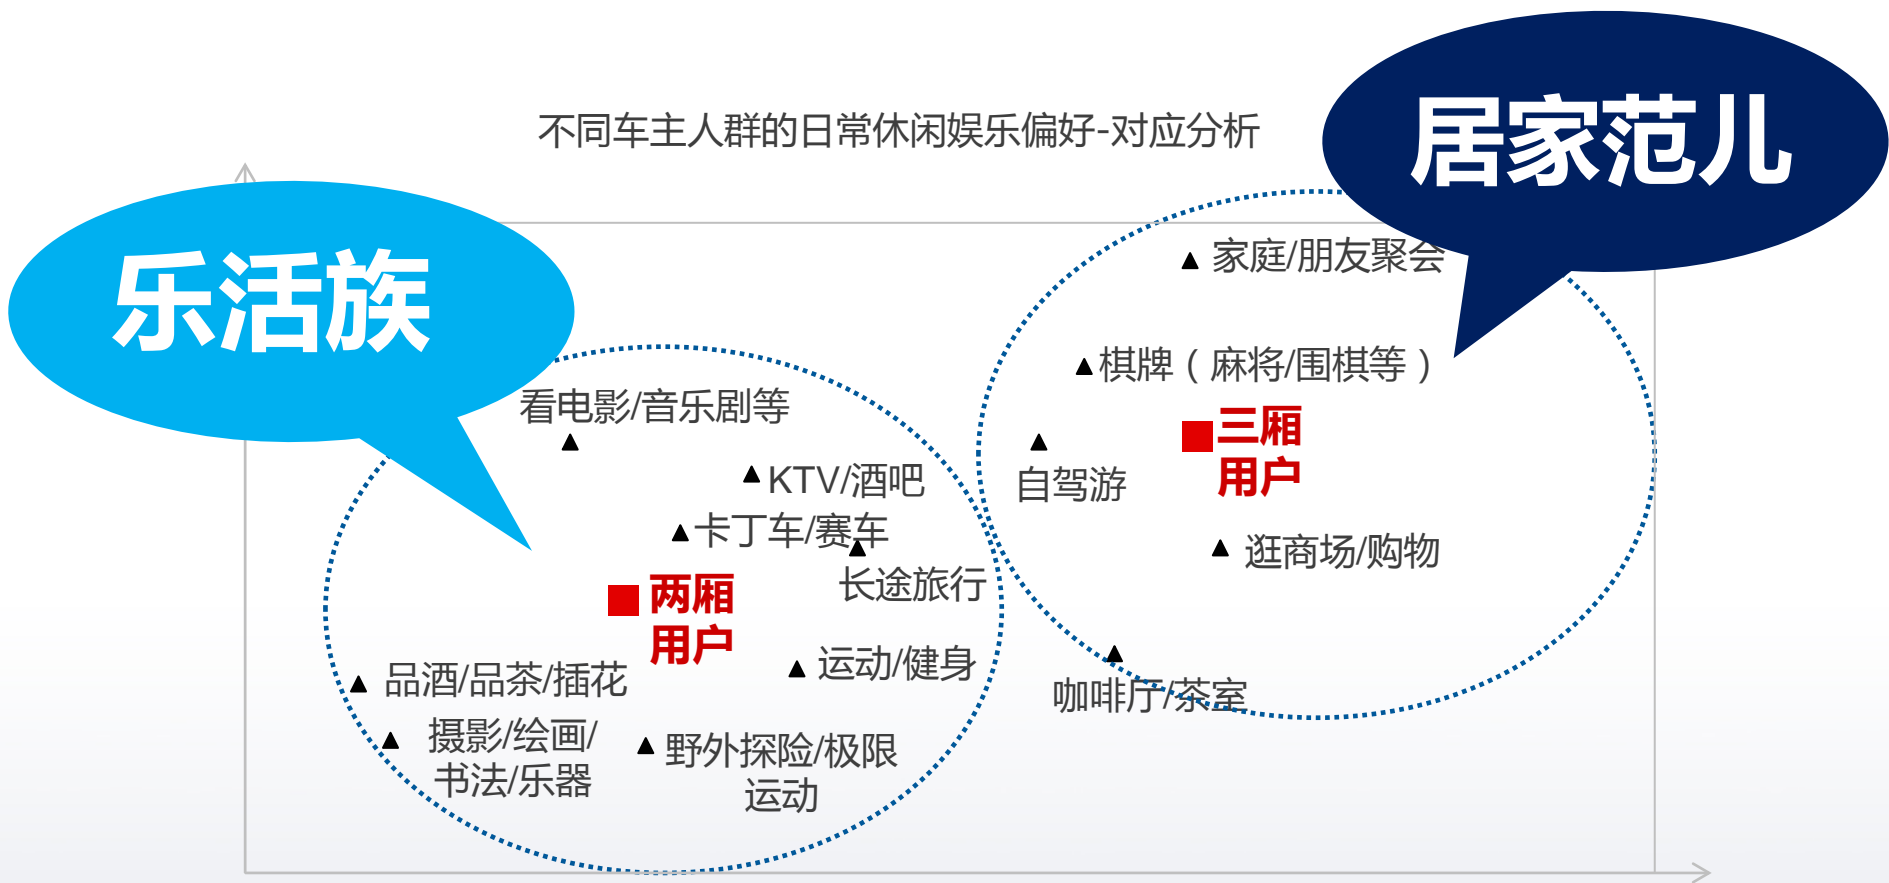 不同车主人群的日常休闲娱乐偏好-对应分析
居家范儿
乐活族
家庭/朋友聚会
棋牌（麻将/围棋等）
看电影/音乐剧等
三厢
用户
自驾游
KTV/酒吧
卡丁车/赛车
逛商场/购物
长途旅行
两厢
用户
运动/健身
品酒/品茶/插花
咖啡厅/茶室
摄影/绘画/
书法/乐器
野外探险/极限
运动